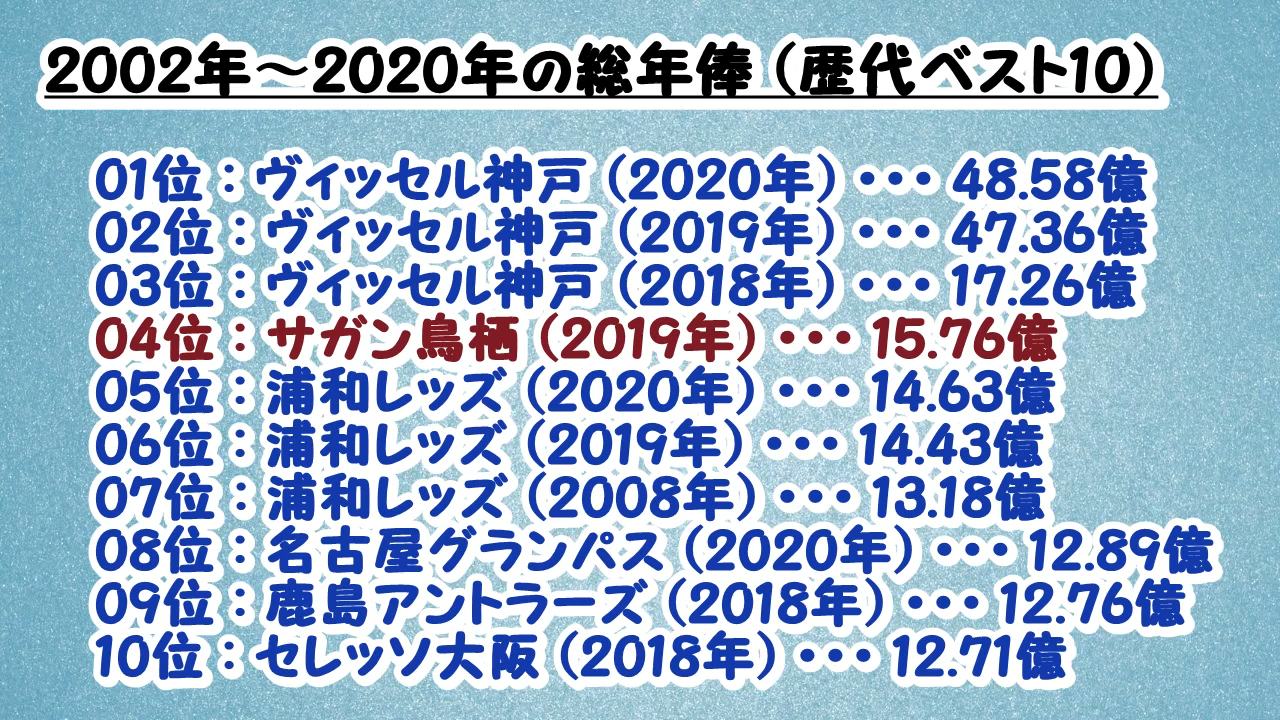 2002年～2020年の総年俸（歴代ベスト10）
01位：ヴィッセル神戸（2020年）・・・ 48.58億
02位：ヴィッセル神戸（2019年）・・・ 47.36億
03位：ヴィッセル神戸（2018年）・・・ 17.26億
04位：サガン鳥栖（2019年）・・・ 15.76億
05位：浦和レッズ（2020年）・・・ 14.63億
06位：浦和レッズ（2019年）・・・ 14.43億
07位：浦和レッズ（2008年）・・・ 13.18億
08位：名古屋グランパス（2020年）・・・ 12.89億
09位：鹿島アントラーズ（2018年）・・・ 12.76億
10位：セレッソ大阪（2018年）・・・ 12.71億